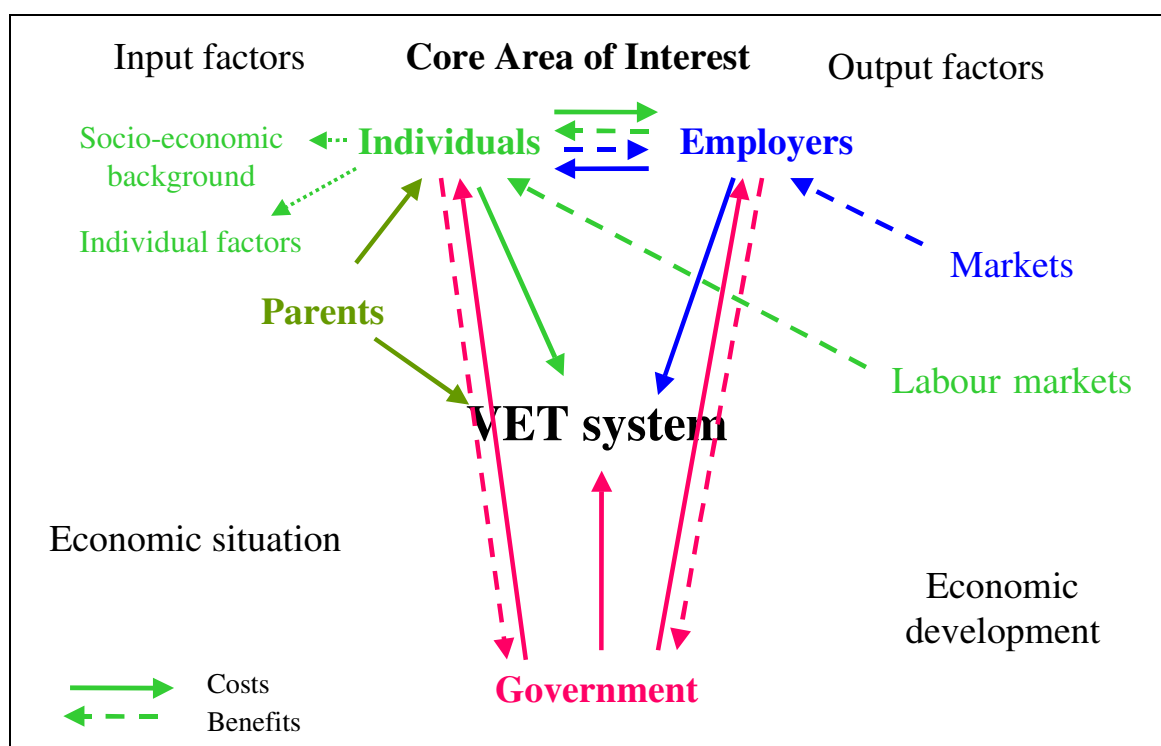 Input factors
Core Area of Interest
Output factors
Socio-economic
background
Individuals
Employers
Individual factors
Markets
Parents
Labour markets
VET system
Economic situation
Economic
development
Government
Costs
Benefits